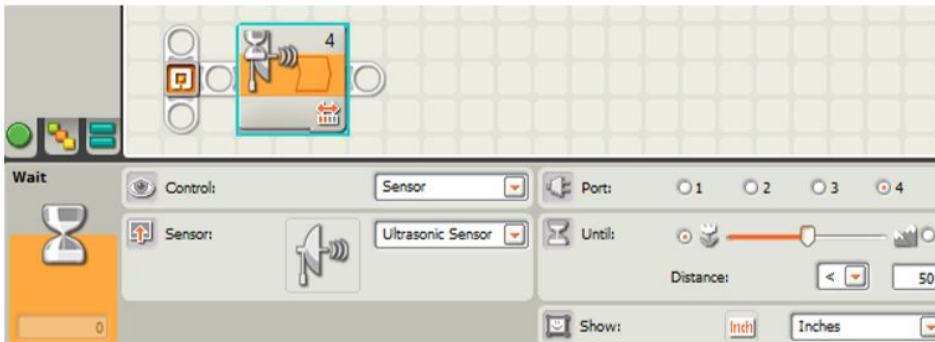 4
Wait
Control:
Sensor
Port:
1 2 3 4
Sensor:
Ultrasonic Sensor
Until:
Distance:
<
50
0
Show:
Inch
Inches